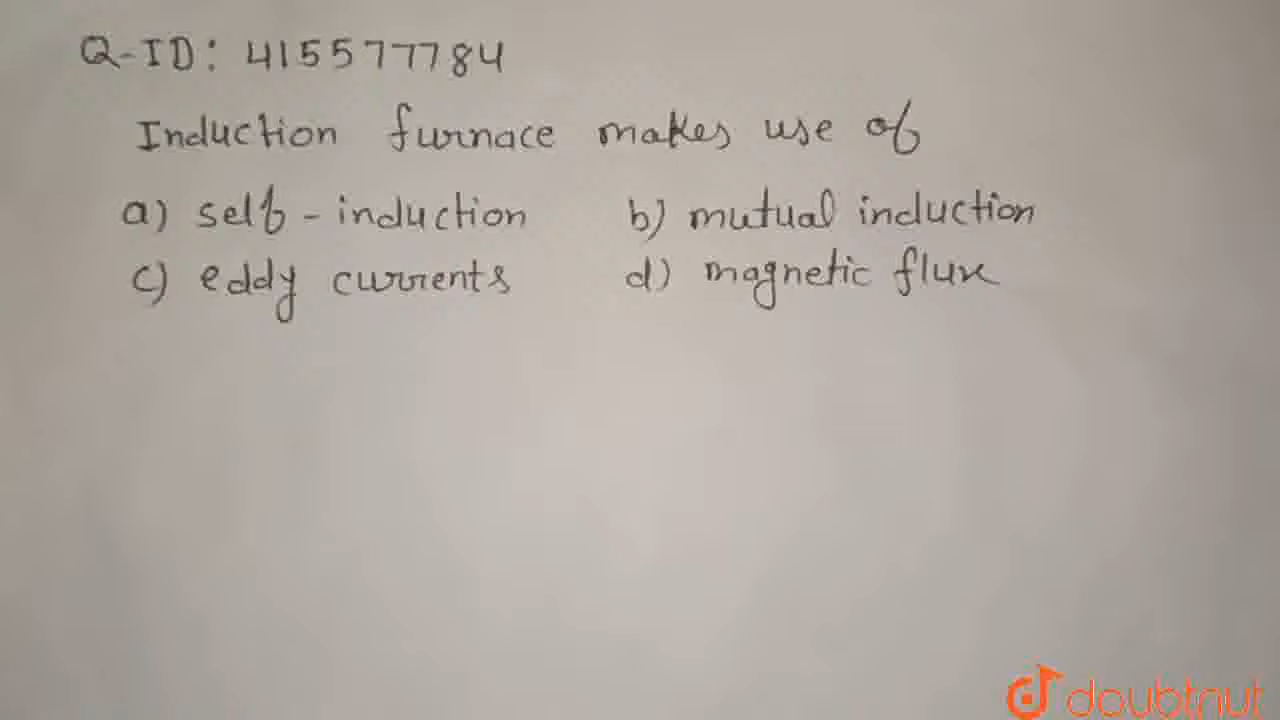 Q-ID: 415577784
Induction furnace makes use of
a) self-induction b) mutual induction
c) eddy currents d) magnetic flux
doubtnut